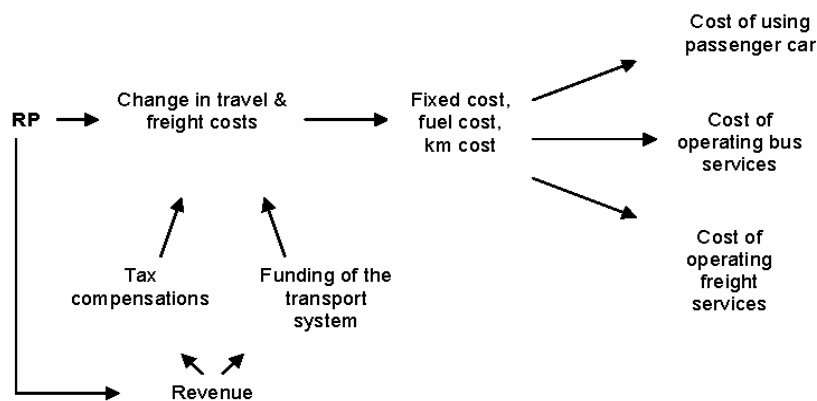 RP
Change in travel &
freight costs
Fixed cost,
fuel cost,
km cost
Cost of using
passenger car
Cost of
operating bus
services
Cost of
operating
freight
services
Tax
compensations
Funding of the
transport
system
Revenue